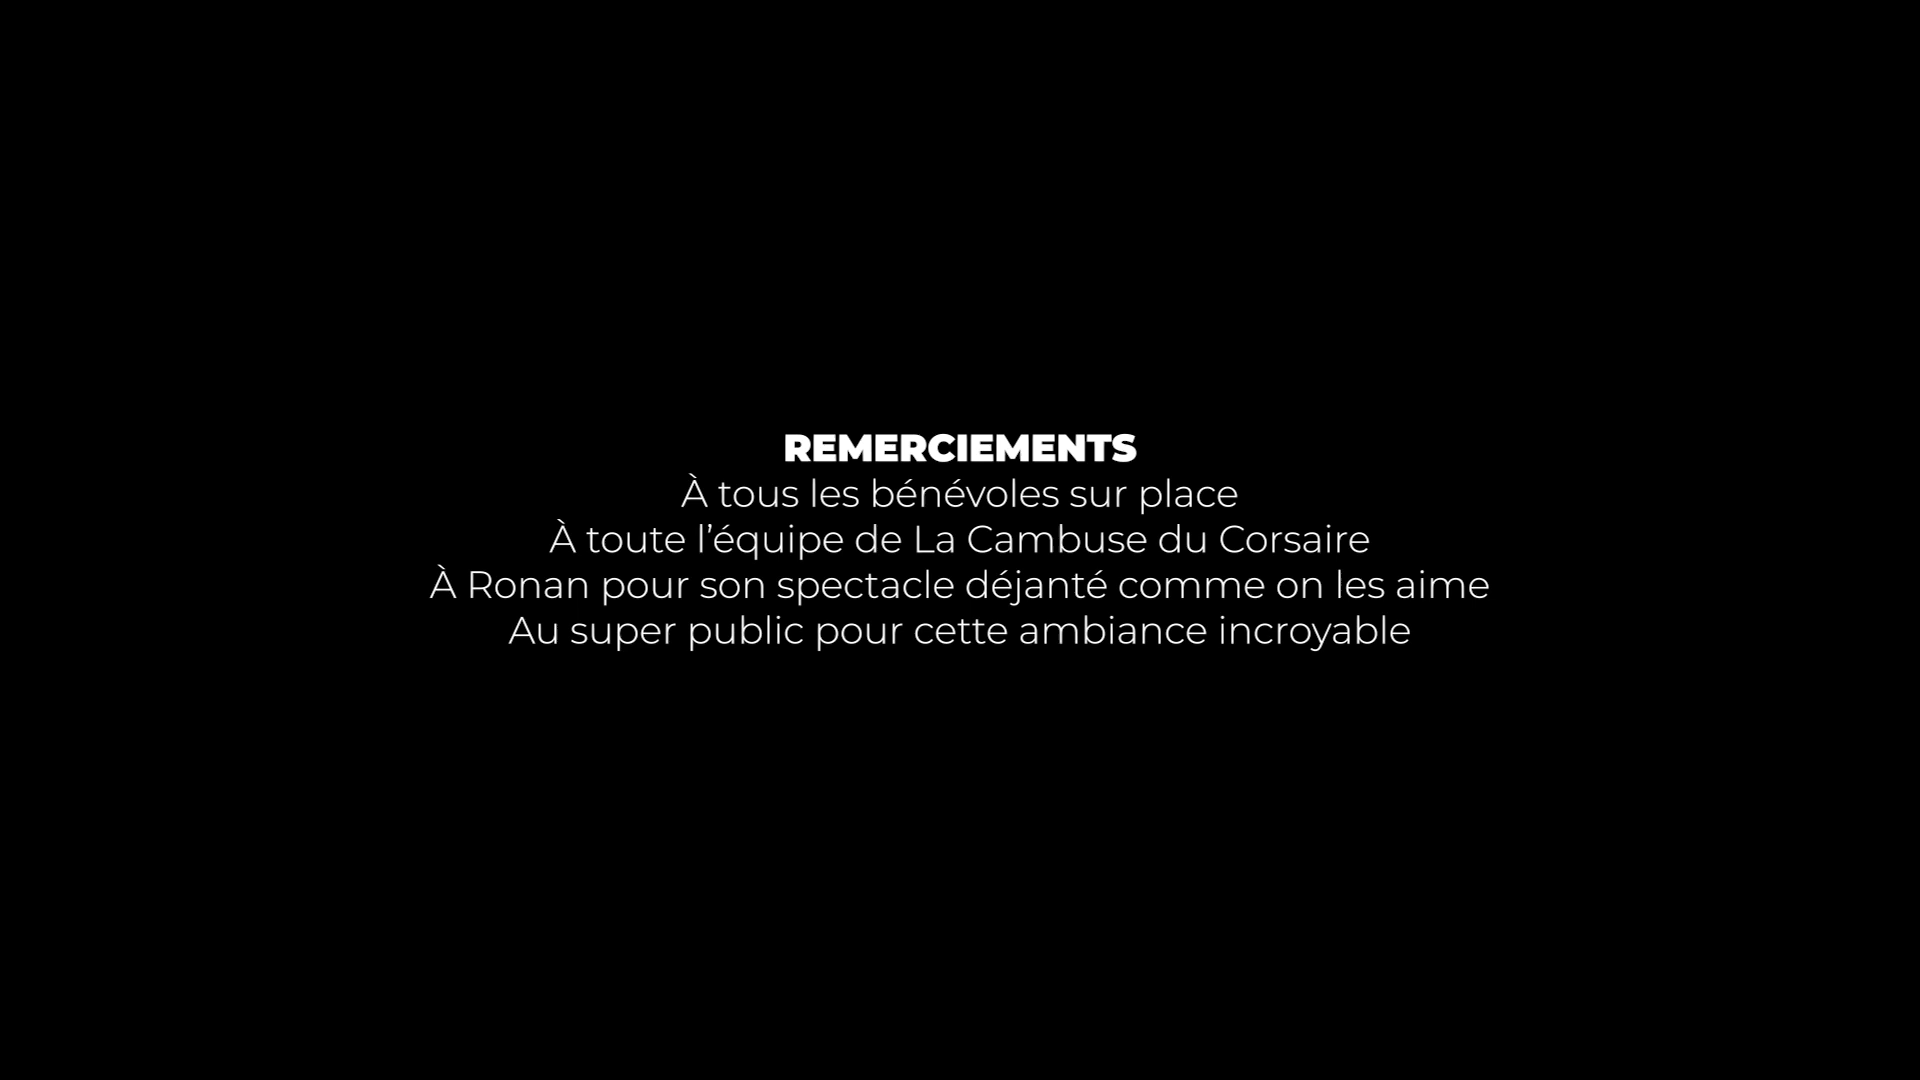 REMERCIEMENTS
À tous les bénévoles sur place
À toute l’équipe de La Cambuse du Corsaire
À Ronan pour son spectacle déjanté comme on les aime
Au super public pour cette ambiance incroyable